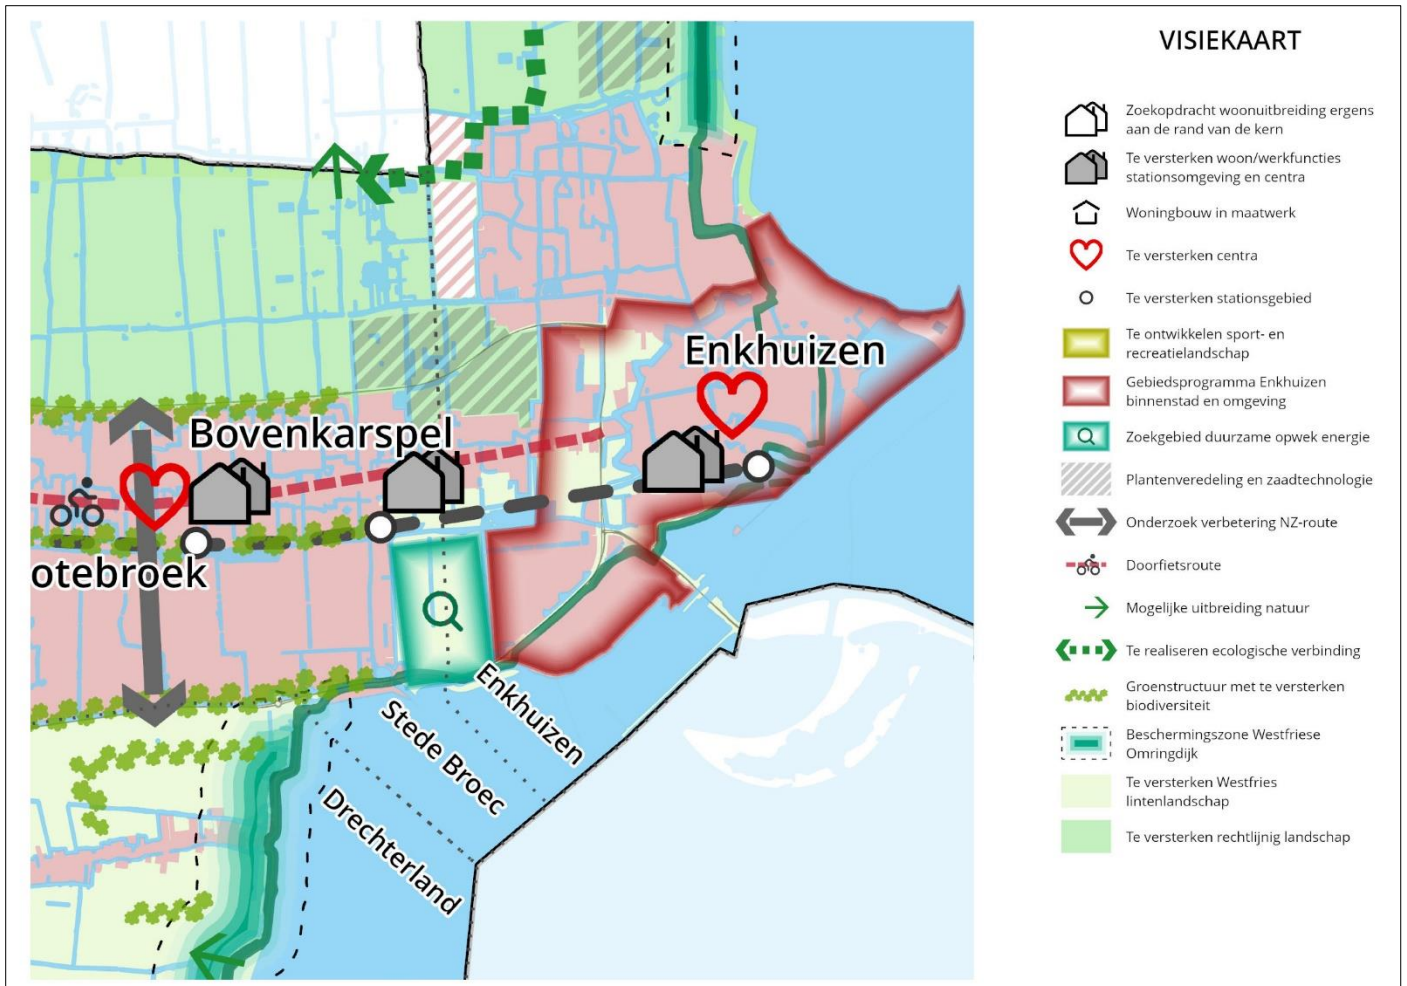 VISIEKAART
Zoekopdracht woonuitbreiding ergens
aan de rand van de kern
Te versterken woon/werkfuncties
stationsomgeving en centra
Woningbouw in maatwerk
Te versterken centra
Te versterken stationsgebied
Te ontwikkelen sport- en
recreatielandschap
Gebiedsprogramma Enkhuizen
binnenstad en omgeving
Zoekgebied duurzame opwek energie
Plantenveredeling en zaadtechnologie
Onderzoek verbetering NZ-route
Doorfietsroute
Mogelijke uitbreiding natuur
Te realiseren ecologische verbinding
Groenstructuur met te versterken
biodiversiteit
Beschermingszone Westfriese
Omringdijk
Te versterken Westfries
lintenlandschap
Te versterken rechtlijnig landschap
Enkhuizen
Bovenkarspel
otebroek
Enkhuizen
Stede Broec
Drechterland